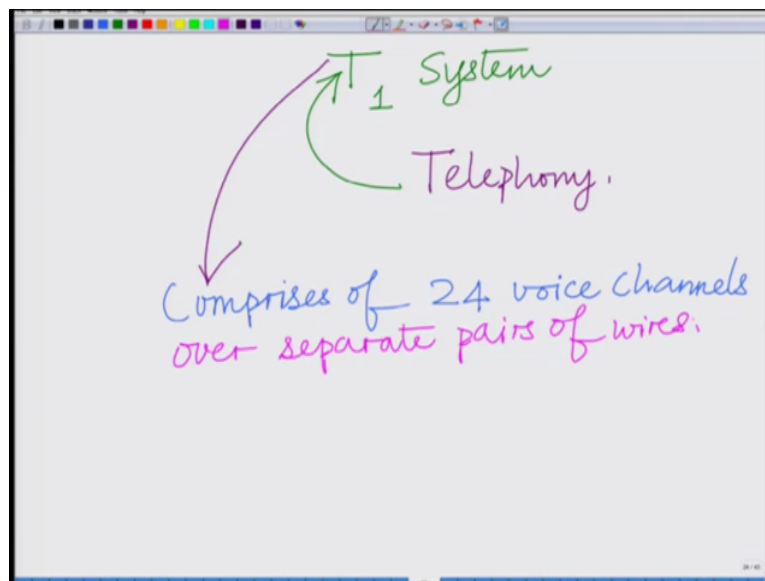 T1 System
Telephony.
Comprises of 24 voice channels
over separate pairs of wires.